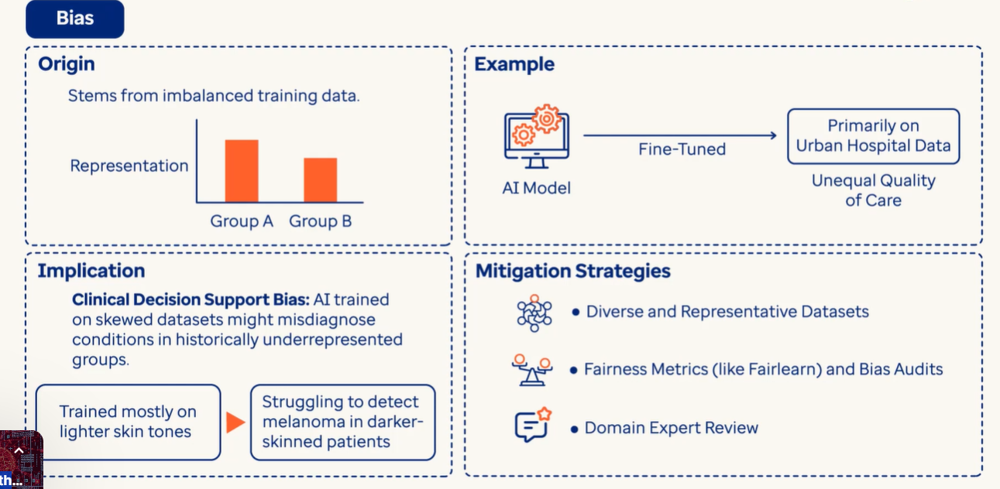 Bias
Origin
Stems from imbalanced training data.
Representation
Group A
Group B
Example
AI Model
Fine-Tuned
Primarily on
Urban Hospital Data
Unequal Quality
of Care
Implication
Clinical Decision Support Bias: AI trained
on skewed datasets might misdiagnose
conditions in historically underrepresented
groups.
Trained mostly on
lighter skin tones
Struggling to detect
melanoma in darker-
skinned patients
Mitigation Strategies
• Diverse and Representative Datasets
• Fairness Metrics (like Fairlearn) and Bias Audits
• Domain Expert Review
th...